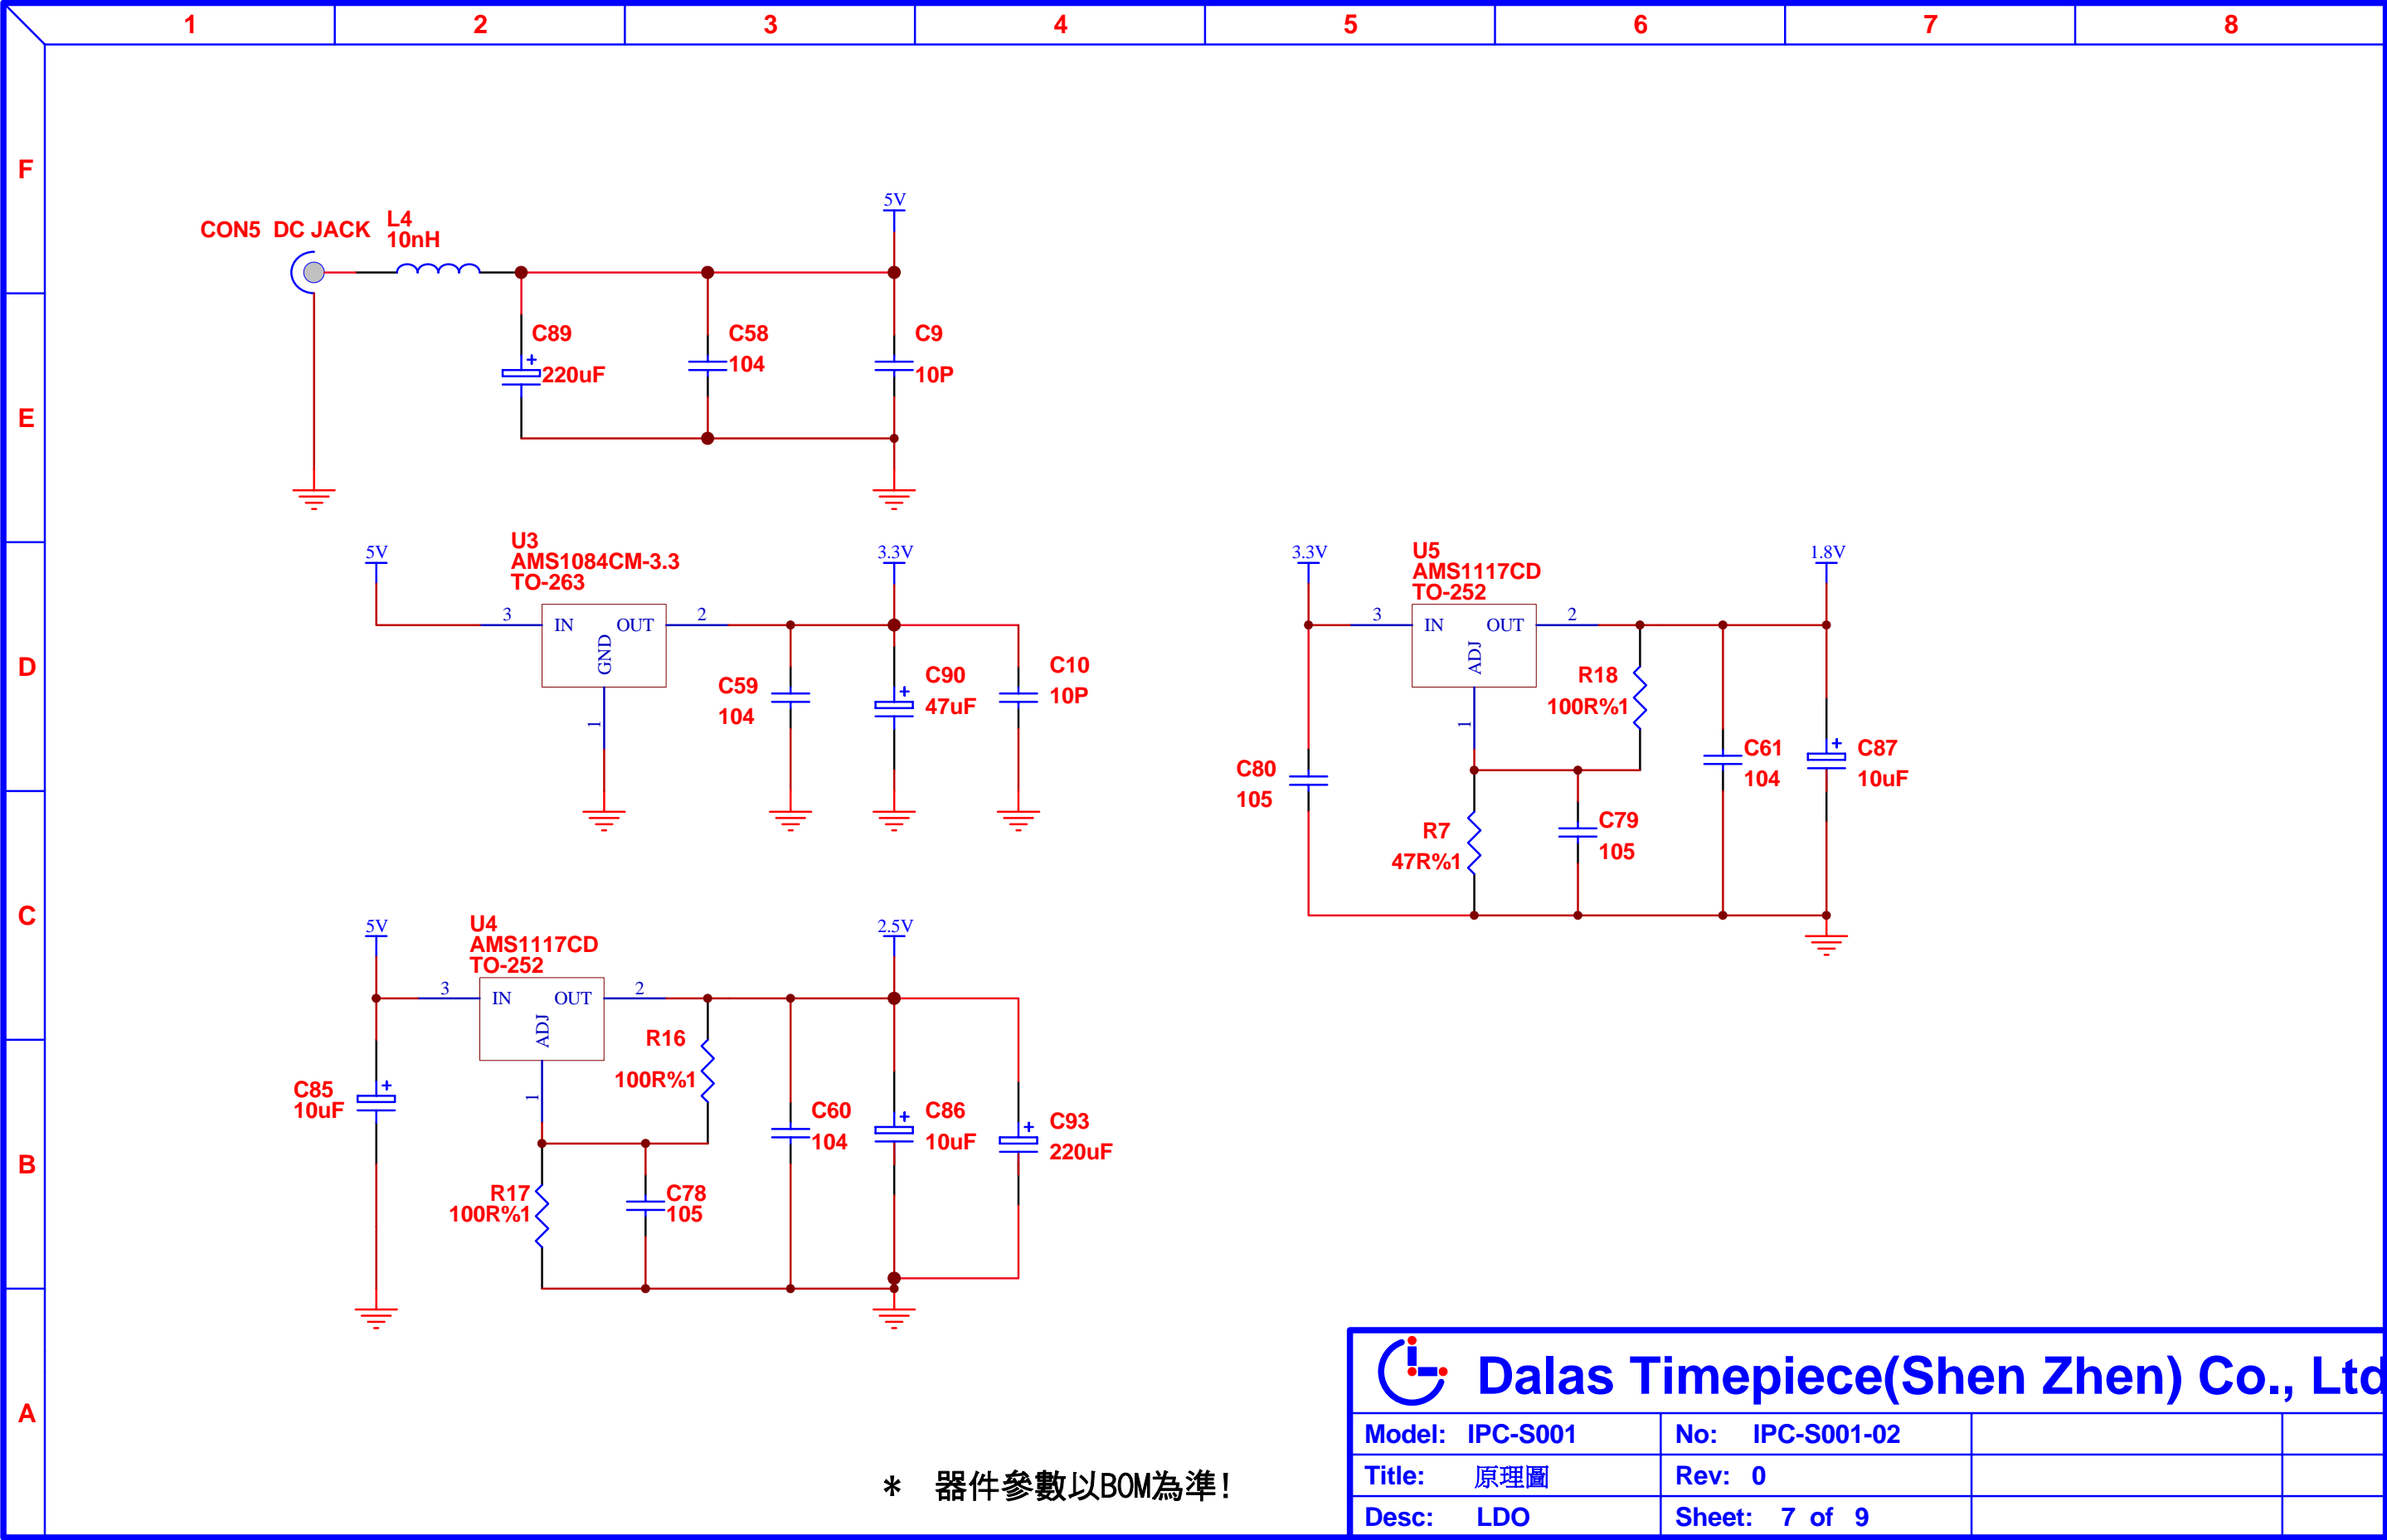 1 2 3 4 5 6 7 8
F
E
D
C
B
A
CON5 DC JACK
L4
10nH
5V
C89
220uF
C58
104
C9
10P
5V
U3
AMS1084CM-3.3
TO-263
3 IN OUT 2
GND
1
3.3V
C59
104
C90
47uF
C10
10P
3.3V
U5
AMS1117CD
TO-252
3 IN OUT 2
ADJ
1
1.8V
R18
100R%1
C80
105
R7
47R%1
C79
105
C61
104
C87
10uF
5V
U4
AMS1117CD
TO-252
3 IN OUT 2
ADJ
1
2.5V
R16
100R%1
C85
10uF
R17
100R%1
C78
105
C60
104
C86
10uF
C93
220uF
* 器件參數以BOM為準!
Dalas Timepiece(Shen Zhen) Co., Ltd
Model: IPC-S001 No: IPC-S001-02
Title: 原理圖 Rev: 0
Desc: LDO Sheet: 7 of 9